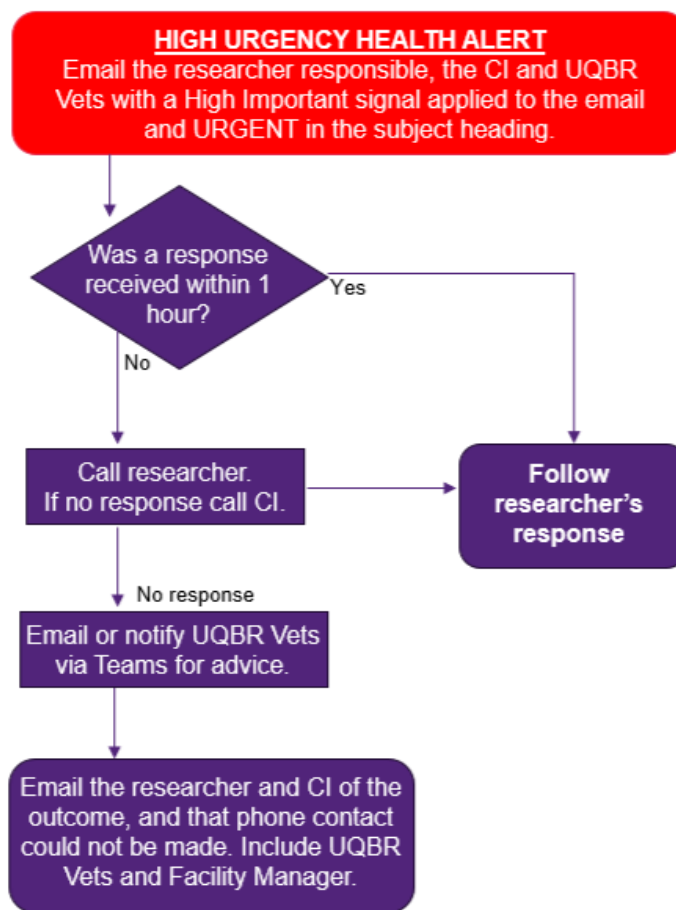 HIGH URGENCY HEALTH ALERT
Email the researcher responsible, the CI and UQBR
Vets with a High Important signal applied to the email
and URGENT in the subject heading.
Was a response
received within 1
hour?
Yes
No
Call researcher.
If no response call CI.
Follow
researcher's
response
No response
Email or notify UQBR Vets
via Teams for advice.
Email the researcher and CI of the
outcome, and that phone contact
could not be made. Include UQBR
Vets and Facility Manager.